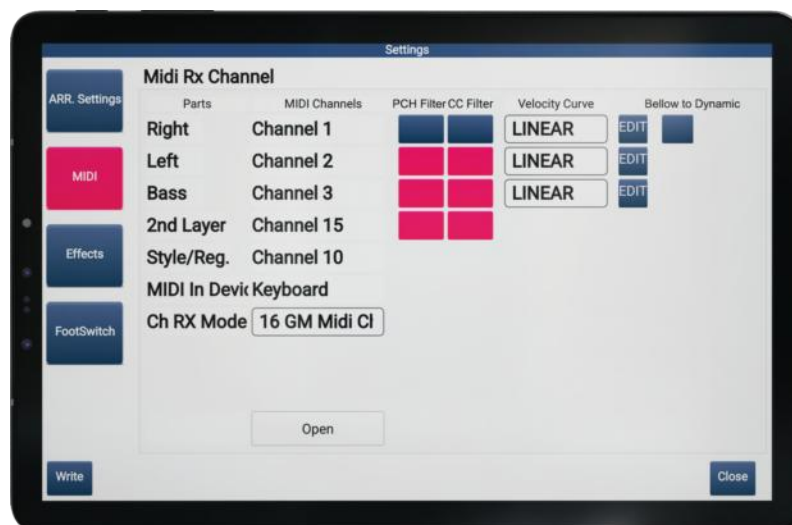 Settings
ARR. Settings
MIDI
Effects
FootSwitch
Midi Rx Channel
Parts MIDI Channels PCH Filter CC Filter Velocity Curve Bellow to Dynamic
Right Channel 1 LINEAR EDIT
Left Channel 2 LINEAR EDIT
Bass Channel 3 LINEAR EDIT
2nd Layer Channel 15
Style/Reg. Channel 10
MIDI In Devic Keyboard
Ch RX Mode 16 GM Midi Cl
Open
Write Close